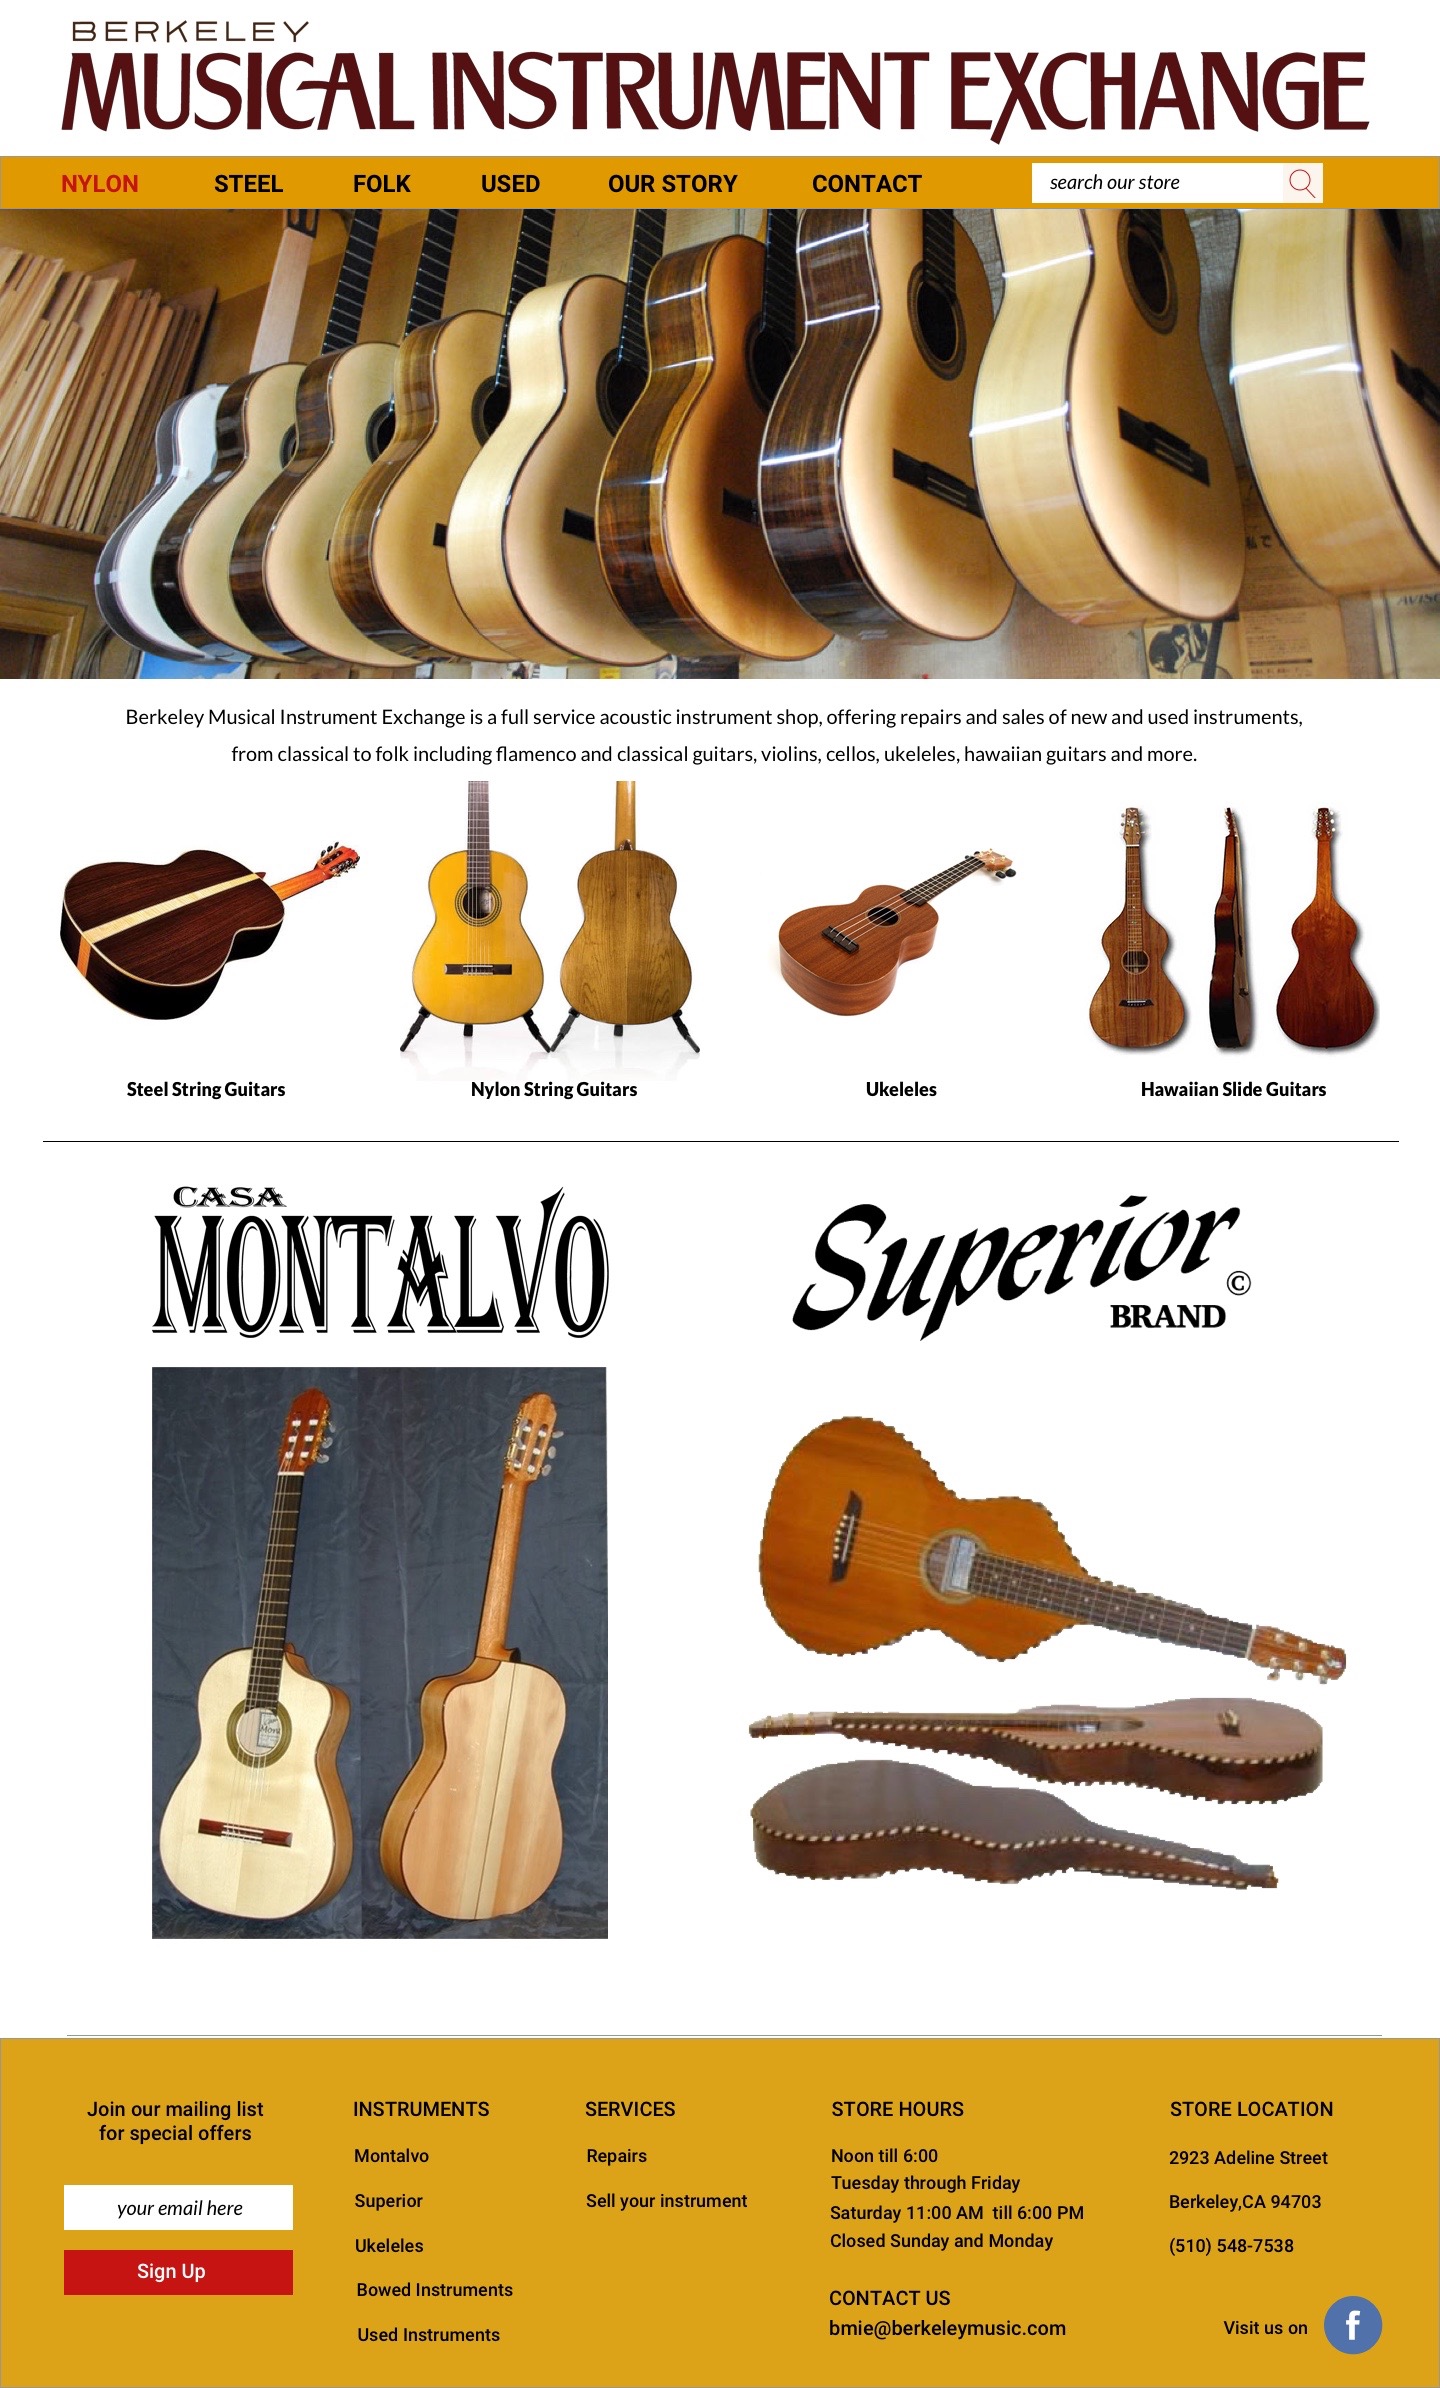 BERKELEY
MUSICAL INSTRUMENT EXCHANGE
NYLON STEEL FOLK USED OUR STORY CONTACT search our store
Berkeley Musical Instrument Exchange is a full service acoustic instrument shop, offering repairs and sales of new and used instruments,
from classical to folk including flamenco and classical guitars, violins, cellos, ukeleles, hawaiian guitars and more.
Steel String Guitars
Nylon String Guitars
Ukeleles
Hawaiian Slide Guitars
CASA
MONTALVO
Superior
©
BRAND
Join our mailing list
for special offers
your email here
Sign Up
INSTRUMENTS
Montalvo
Superior
Ukeleles
Bowed Instruments
Used Instruments
SERVICES
Repairs
Sell your instrument
STORE HOURS
Noon till 6:00
Tuesday through Friday
Saturday 11:00 AM till 6:00 PM
Closed Sunday and Monday
CONTACT US
bmie@berkeleymusic.com
STORE LOCATION
2923 Adeline Street
Berkeley,CA 94703
(510) 548-7538
Visit us on f